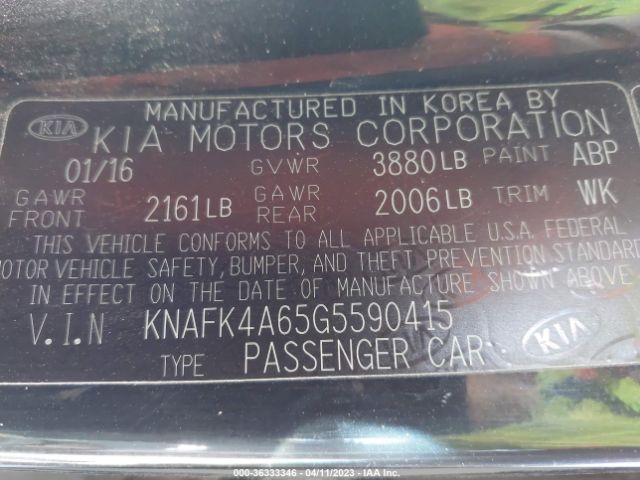 MANUFACTURED IN KOREA BY
KIA KIA MOTORS CORPORATION
01/16 GVWR 3880LB PAINT ABP
GAWR FRONT 2161LB GAWR REAR 2006LB TRIM WK
THIS VEHICLE CONFORMS TO ALL APPLICABLE U.S.A. FEDERAL
MOTOR VEHICLE SAFETY, BUMPER, AND THEFT PREVENTION STANDARD
IN EFFECT ON THE DATE OF MANUFACTURE SHOWN ABOVE
V.I.N KNAFK4A65G5590415
TYPE PASSENGER CAR KIA
000-36333346 - 04/11/2023 - IAA Inc.